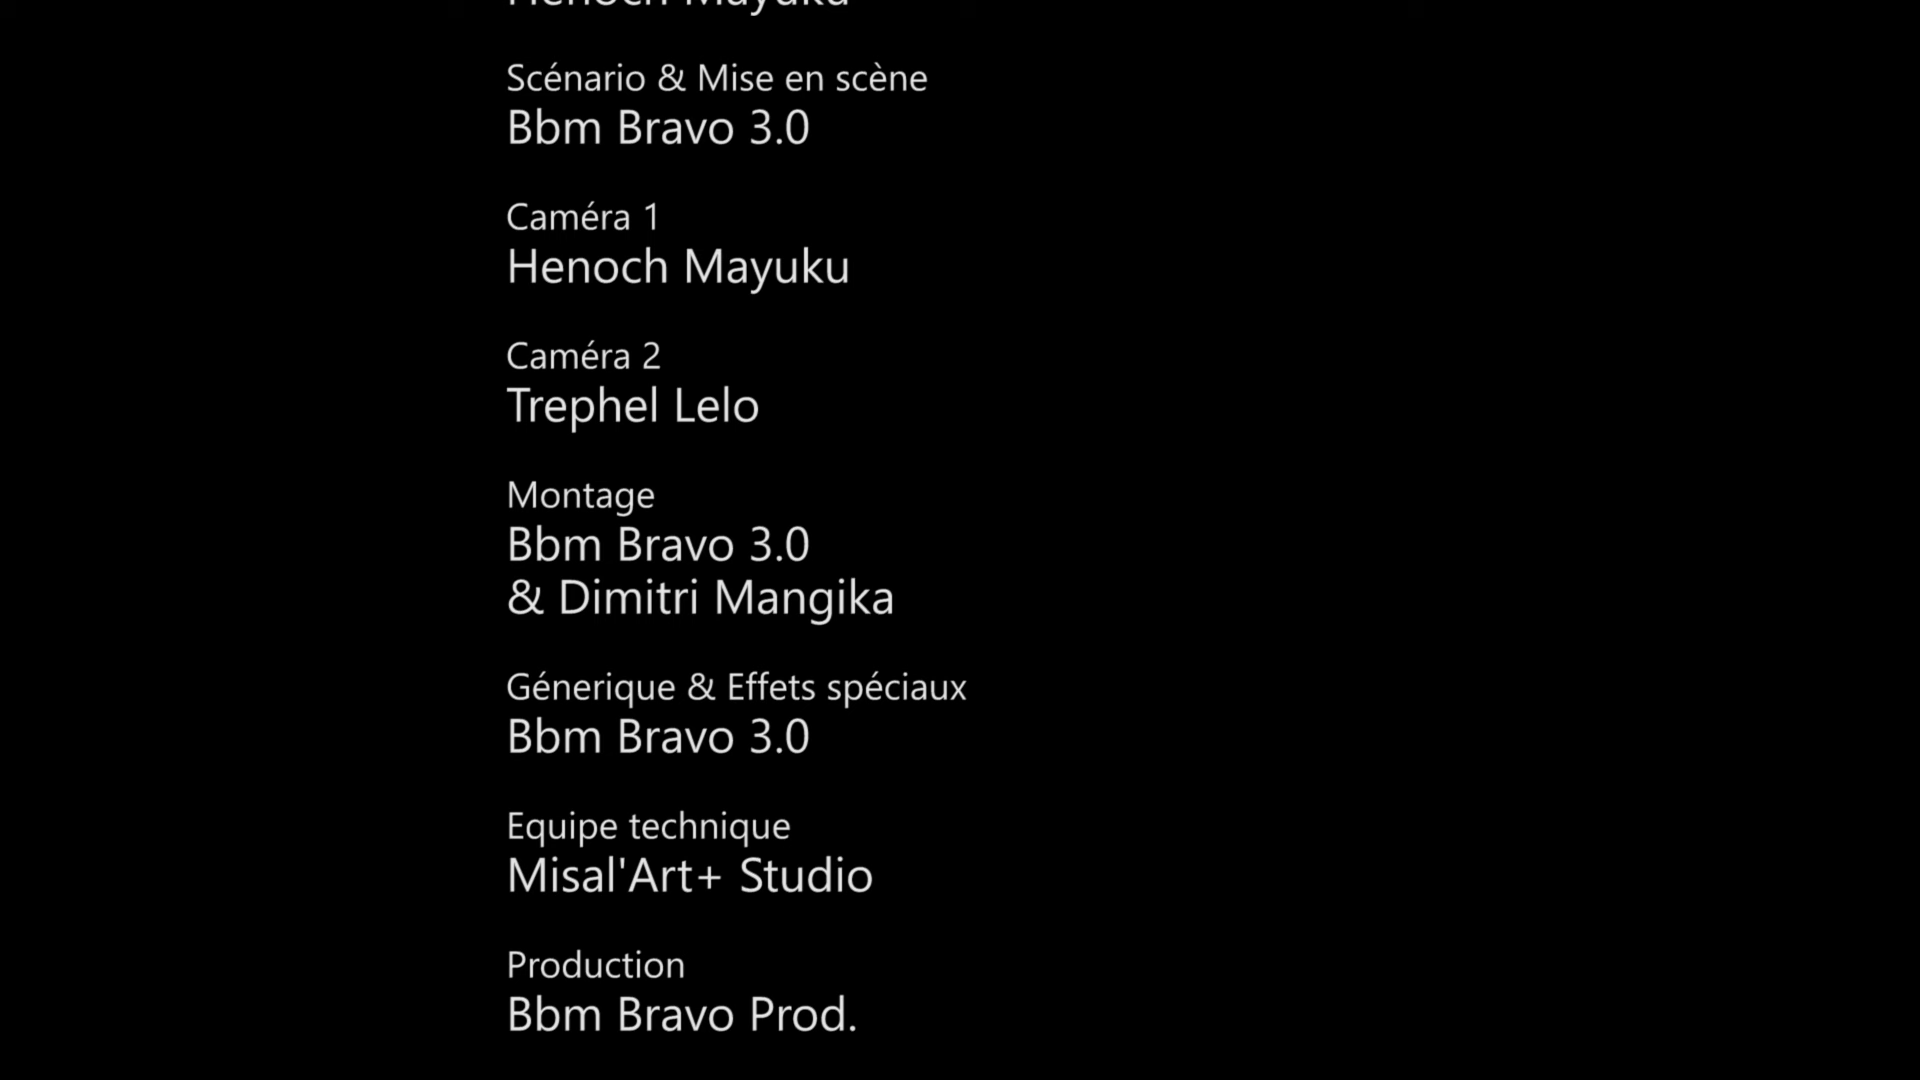 Henoch Mayuku
Scénario & Mise en scène
Bbm Bravo 3.0
Caméra 1
Henoch Mayuku
Caméra 2
Trephel Lelo
Montage
Bbm Bravo 3.0
& Dimitri Mangika
Génerique & Effets spéciaux
Bbm Bravo 3.0
Equipe technique
Misal'Art+ Studio
Production
Bbm Bravo Prod.